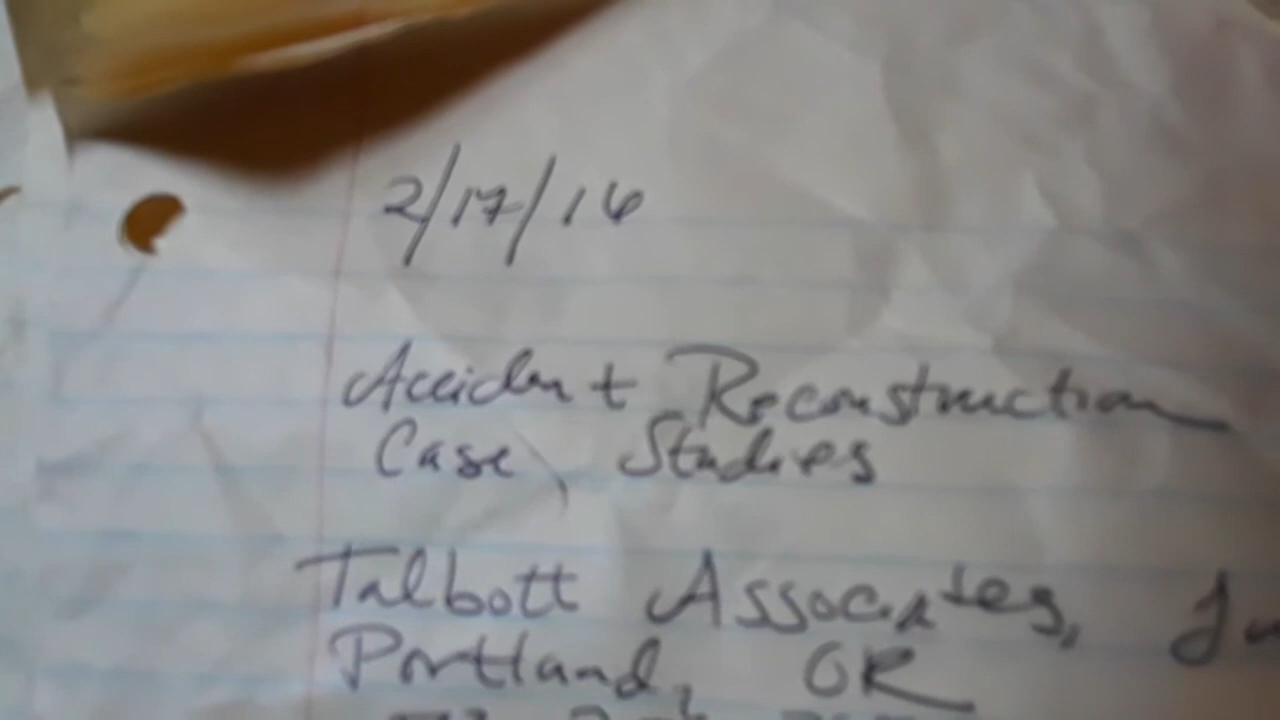 2/17/16
Accident Reconstruction
Case Studies
Talbott Associates,
Portland, OR